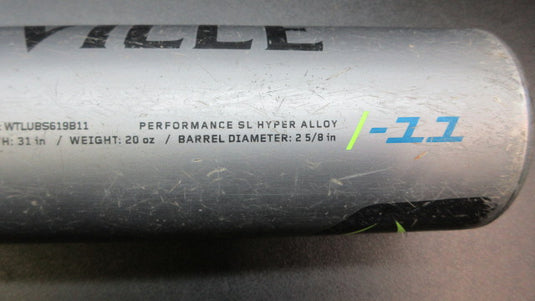 VILLE
: WTLUBS619B11 PERFORMANCE SL HYPER ALLOY
H: 31 in / WEIGHT: 20 oz / BARREL DIAMETER: 2 5/8 in
/-11